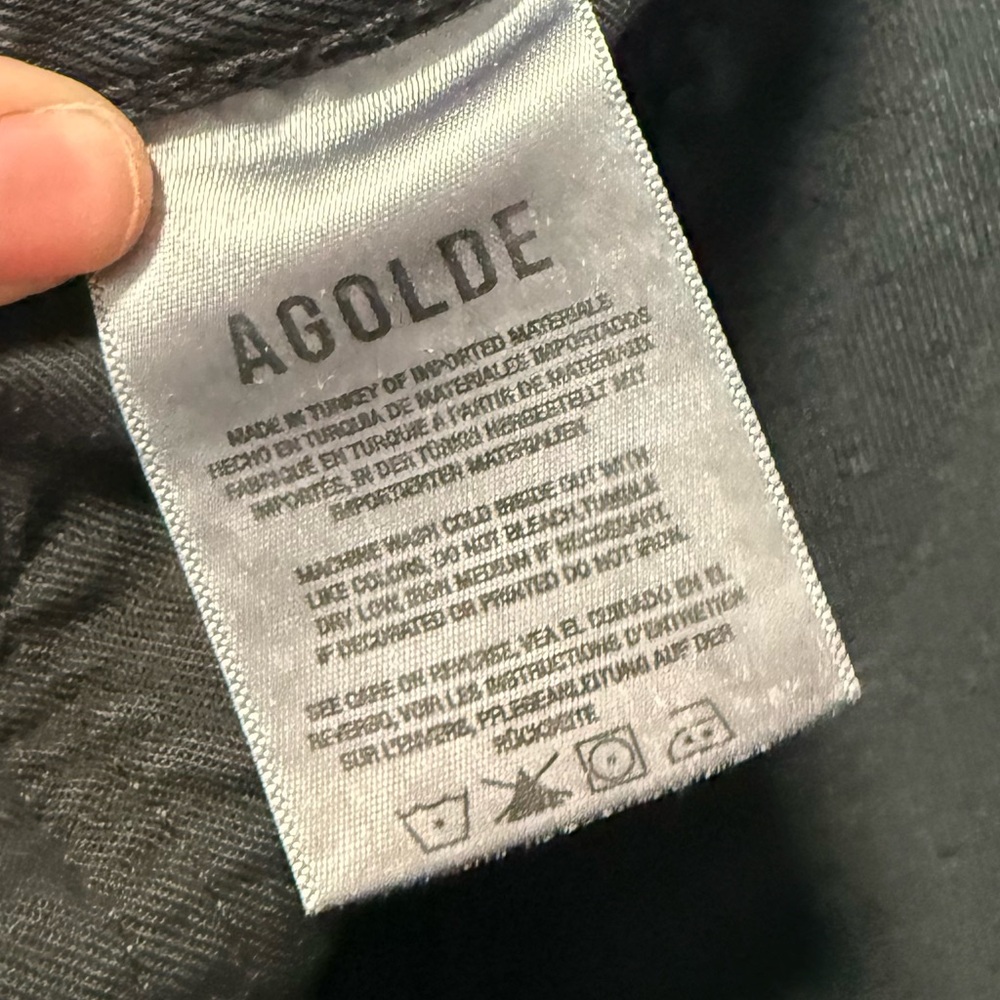 AGOLDE
MADE IN TURKEY OF IMPORTED MATERIALS
HECHO EN TURQUIA DE MATERIALES IMPORTADOS
FABRIQUÉ EN TURQUIE A PARTIR DE MATERIAUX
IMPORTÉS, IN DER TÜRKEI HERGESTELLT MIT
IMPORTIERTEN MATERIALIEN
MACHINE WASH COLD INSIDE OUT WITH
LIKE COLORS, DO NOT BLEACH, TUMBLE
DRY LOW, IRON MEDIUM IF NECESSARY.
IF DECORATED OR PRINTED DO NOT IRON.
SEE CARE ON REVERSE, VEA EL CUIDADO EN EL
REVERSO, VOIR LES INSTRUCTIONS D'ENTRETIEN
SUR L'ENVERS, PFLEGEANLEITUNG AUF DER
RÜCKSEITE